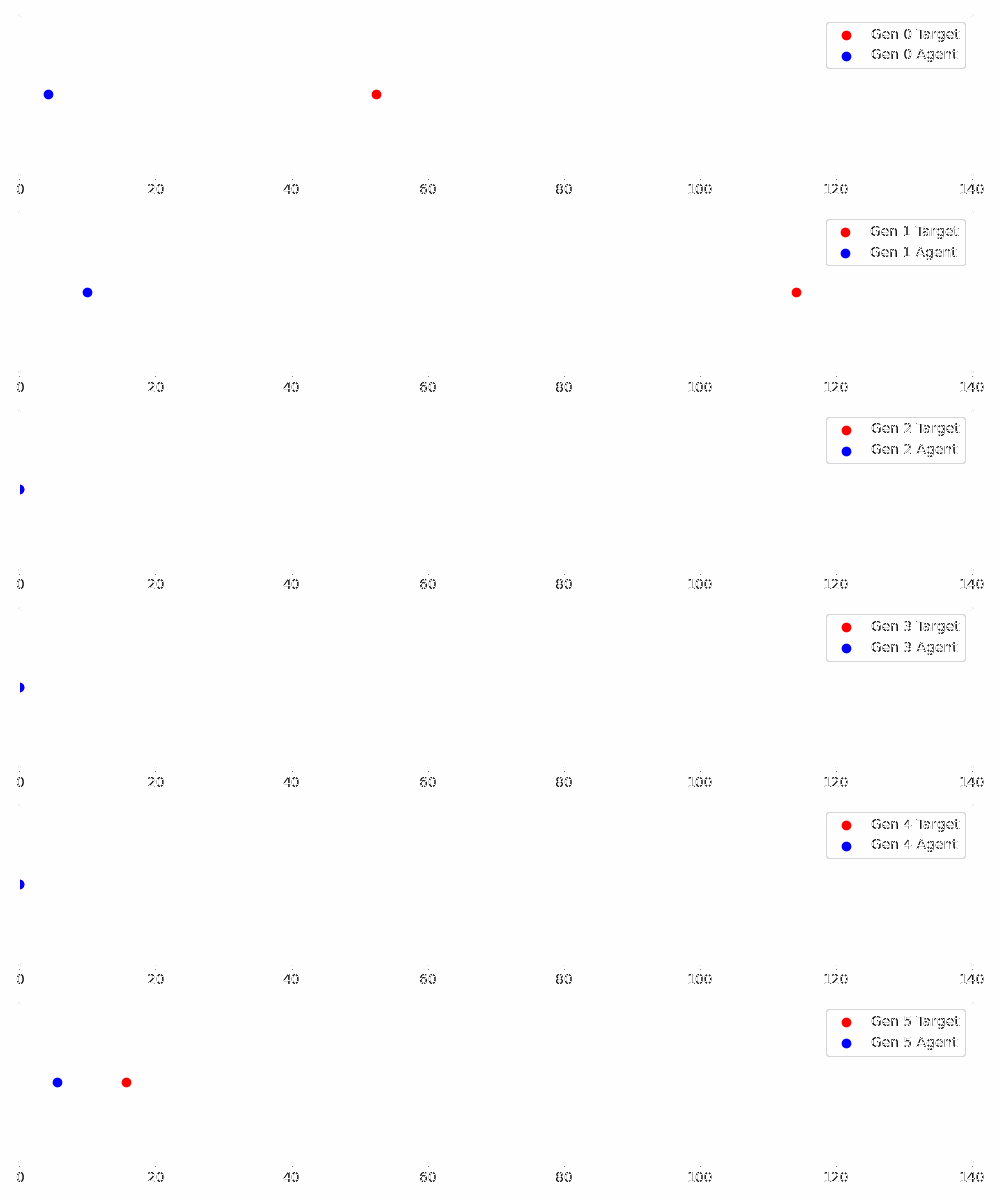 Gen 0 Target
Gen 0 Agent
0 20 40 60 80 100 120 140
Gen 1 Target
Gen 1 Agent
0 20 40 60 80 100 120 140
Gen 2 Target
Gen 2 Agent
0 20 40 60 80 100 120 140
Gen 3 Target
Gen 3 Agent
0 20 40 60 80 100 120 140
Gen 4 Target
Gen 4 Agent
0 20 40 60 80 100 120 140
Gen 5 Target
Gen 5 Agent
0 20 40 60 80 100 120 140